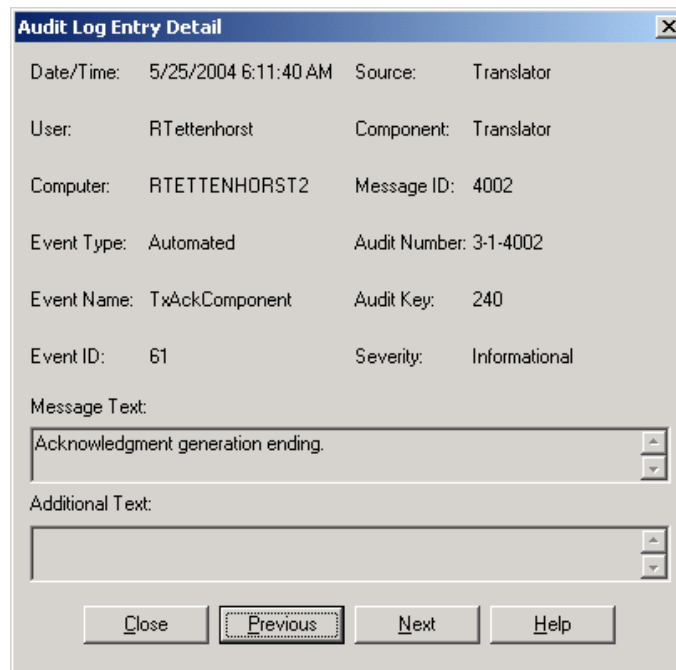 Audit Log Entry Detail
Date/Time: 5/25/2004 6:11:40 AM Source: Translator
User: RTettenhorst Component: Translator
Computer: RTETTENHORST2 Message ID: 4002
Event Type: Automated Audit Number: 3-1-4002
Event Name: TxAckComponent Audit Key: 240
Event ID: 61 Severity: Informational
Message Text:
Acknowledgment generation ending.
Additional Text:
Close Previous Next Help